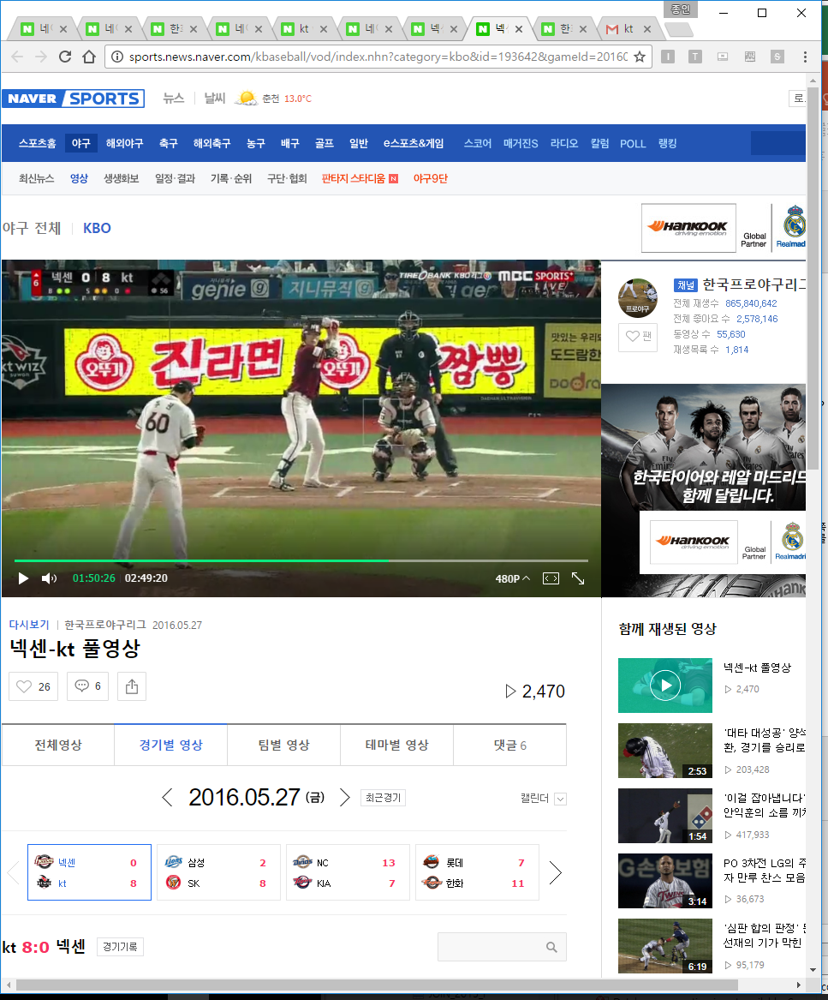 종인
네이
네이
한국
네이
kt
네이
넥센
넥센
한국
kt
sports.news.naver.com/kbaseball/vod/index.nhn?category=kbo&id=193642&gameId=20160
NAVER SPORTS 뉴스 날씨 춘천 13.0℃
스포츠홈 야구 해외야구 축구 해외축구 농구 배구 골프 일반 e스포츠&게임 스코어 매거진S 라디오 칼럼 POLL 랭킹
최신뉴스 영상 생생화보 일정·결과 기록·순위 구단·협회 판타지 스타디움 N 야구9단
야구 전체 KBO
HANKOOK
driving emotion
Global
Partner
Realmadrid
6 넥센 0 8 kt
B S O 56
genie
지니뮤직
TIRE BANK KBO리그
MBC SPORTS+
LIVE
kt wiz
suwon
오뚜기
진라면
오뚜기
짬뽕
맛있는 우리
도드람한
Dodra
60
01:50:26 02:49:20
480P
채널 한국프로야구리그
프로야구
전체 재생수 865,840,642
전체 좋아요 수 2,578,146
동영상 수 55,630
재생목록 수 1,814
팬
한국타이어와 레알 마드리드
함께 달립니다.
HANKOOK
driving emotion
Global
Partner
Realmadrid
다시보기 한국프로야구리그 2016.05.27
넥센-kt 풀영상
26
6
2,470
전체영상 경기별 영상 팀별 영상 테마별 영상 댓글 6
2016.05.27 (금) 최근경기
캘린더
넥센 0
kt 8
삼성 2
SK 8
NC 13
KIA 7
롯데 7
한화 11
kt 8:0 넥센 경기기록
함께 재생된 영상
넥센-kt 풀영상
2,470
'대타 대성공' 양석
환, 경기를 승리로
2:53
203,428
'이걸 잡아냅니다'
안익훈의 소름 끼치
1:54
417,933
PO 3차전 LG의 주
자 만루 찬스 모음
3:14
36,673
'심판 합의 판정'
선재의 기가 막힌
6:19
95,179